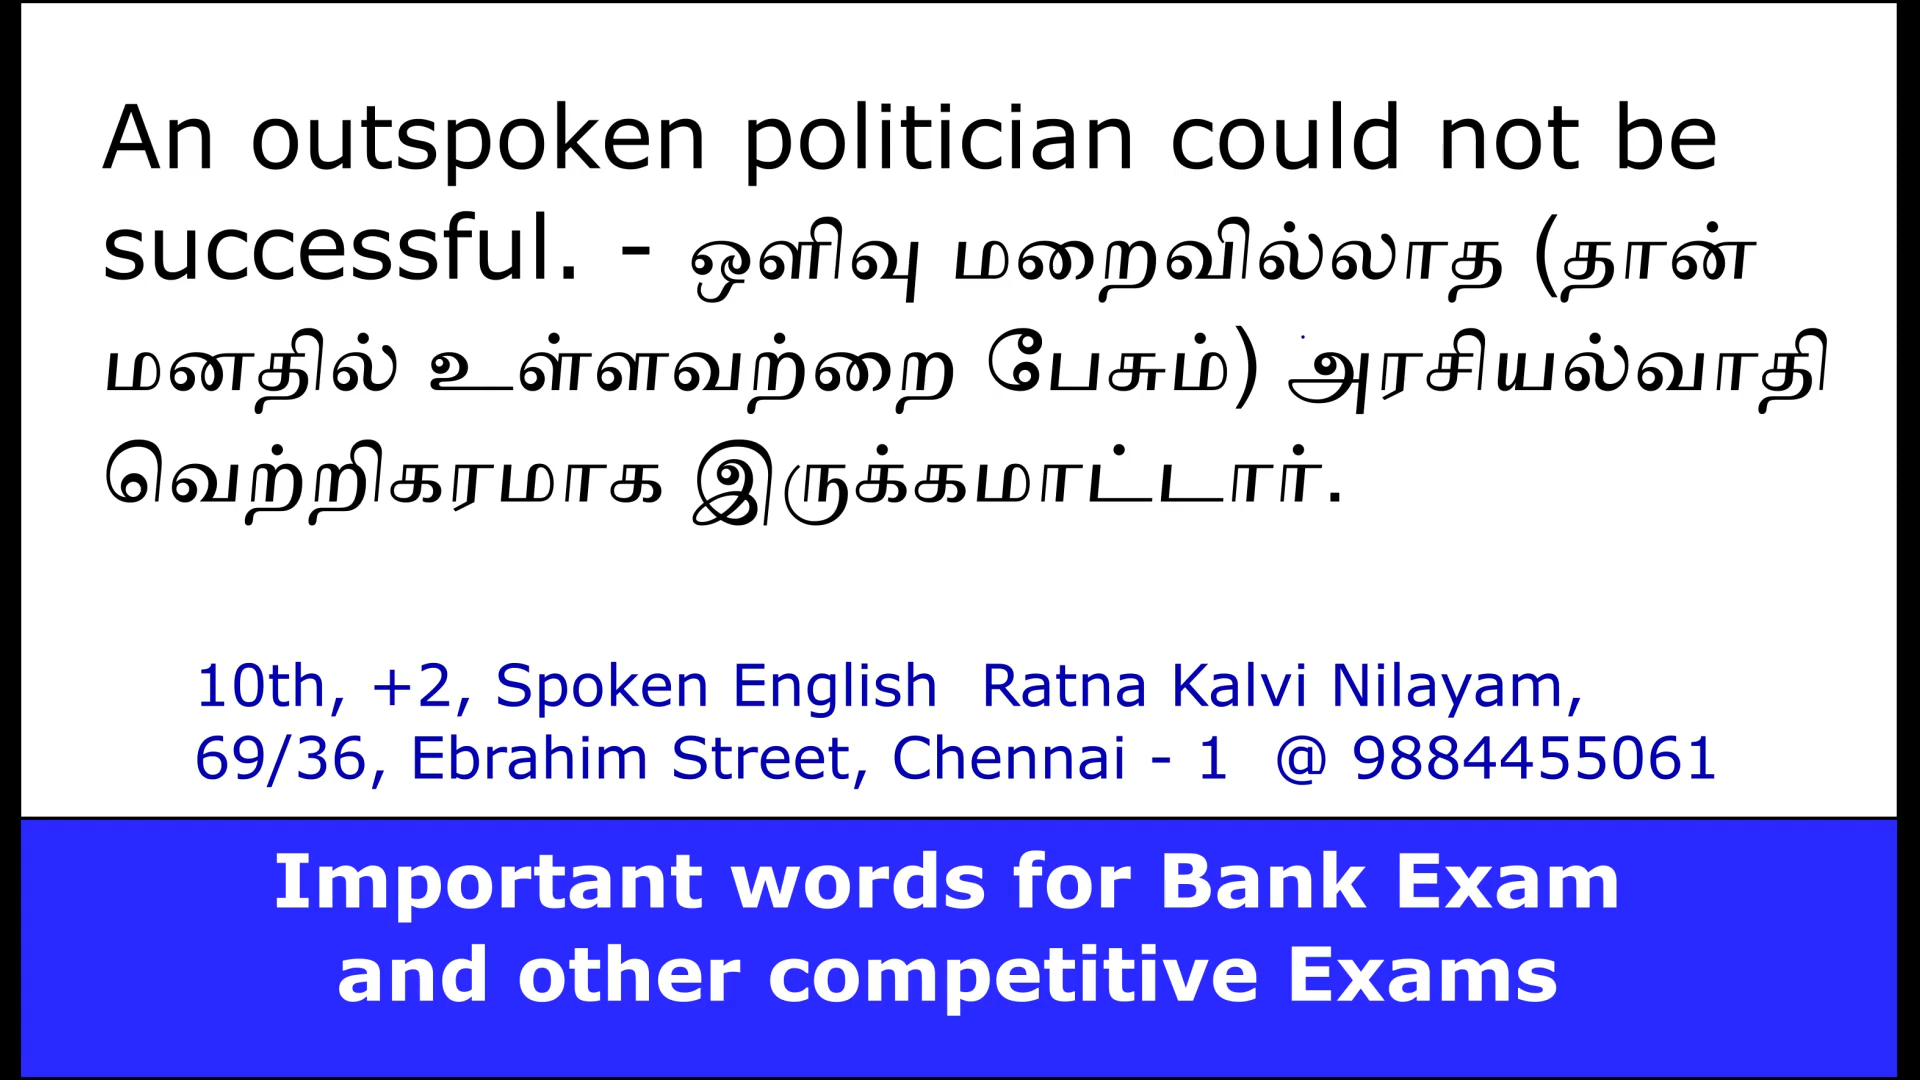 An outspoken politician could not be
successful. - ஒளிவு மறைவில்லாத (தான்
மனதில் உள்ளவற்றை பேசும்) அரசியல்வாதி
வெற்றிகரமாக இருக்கமாட்டார்.
10th, +2, Spoken English  Ratna Kalvi Nilayam,
69/36, Ebrahim Street, Chennai - 1  @ 9884455061
Important words for Bank Exam
and other competitive Exams